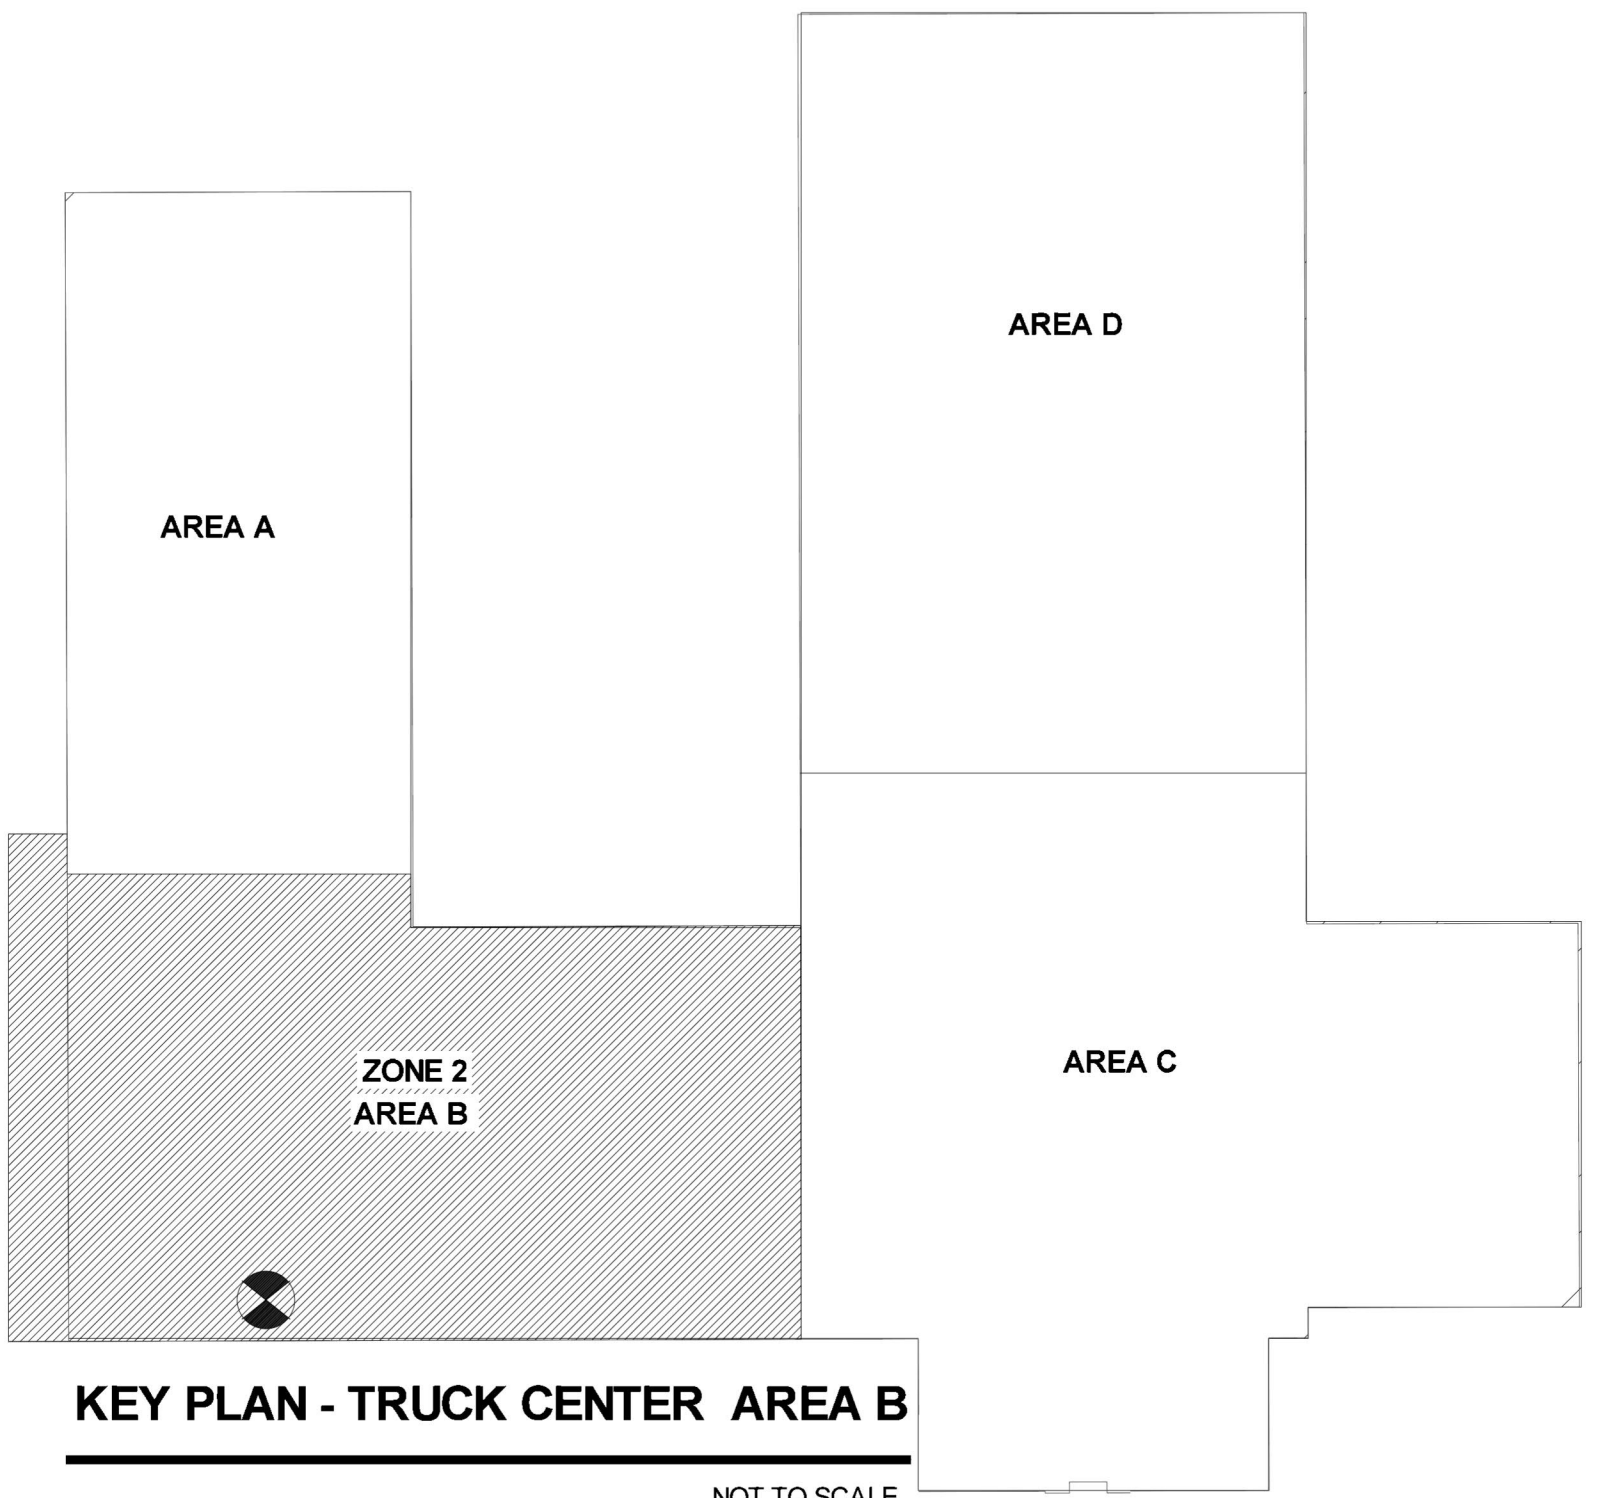 AREA D
AREA A
ZONE 2
AREA B
AREA C
KEY PLAN - TRUCK CENTER AREA B
NOT TO SCALE